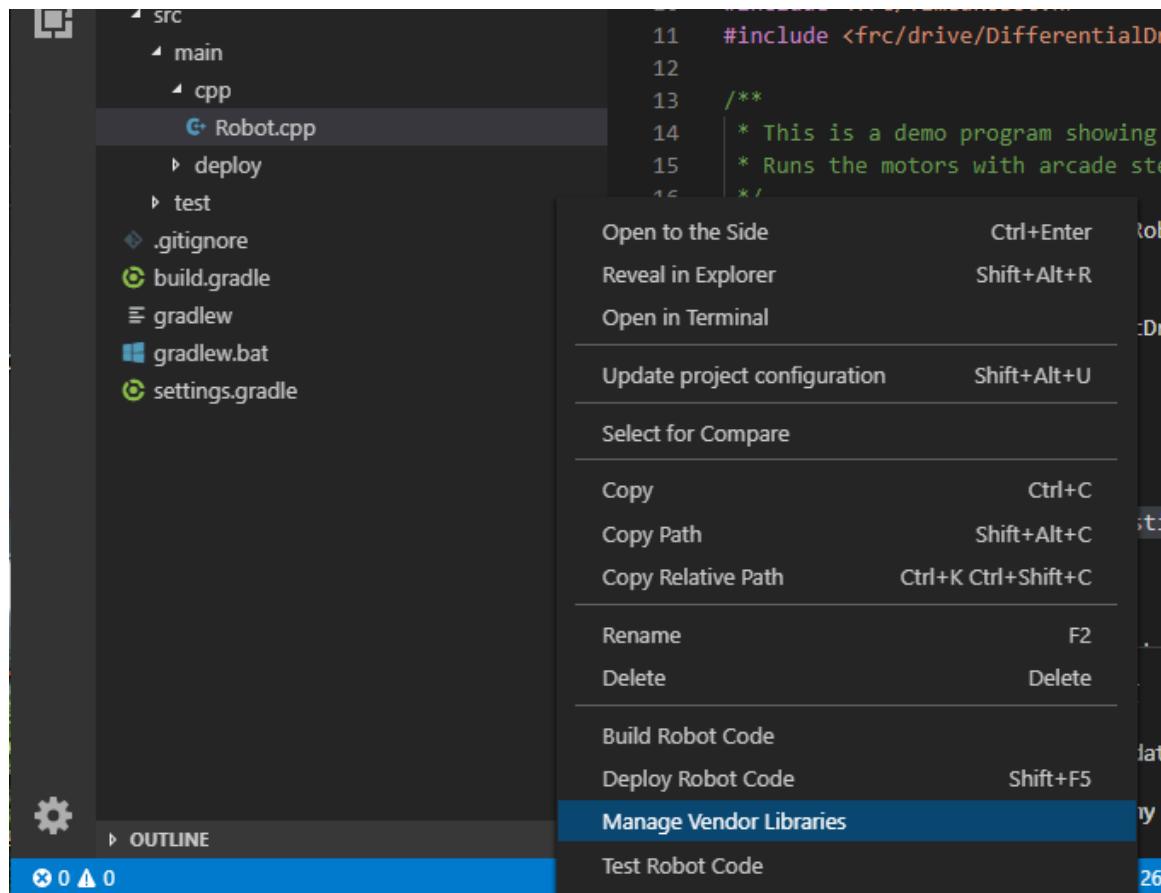 src
main
cpp
Robot.cpp
deploy
test
.gitignore
build.gradle
gradlew
gradlew.bat
settings.gradle
OUTLINE
0 0
11 #include <frc/drive/DifferentialDr
12
13 /**
14 * This is a demo program showing
15 * Runs the motors with arcade ste
16 */
Open to the Side Ctrl+Enter
Reveal in Explorer Shift+Alt+R
Open in Terminal
Update project configuration Shift+Alt+U
Select for Compare
Copy Ctrl+C
Copy Path Shift+Alt+C
Copy Relative Path Ctrl+K Ctrl+Shift+C
Rename F2
Delete Delete
Build Robot Code
Deploy Robot Code Shift+F5
Manage Vendor Libraries
Test Robot Code
26